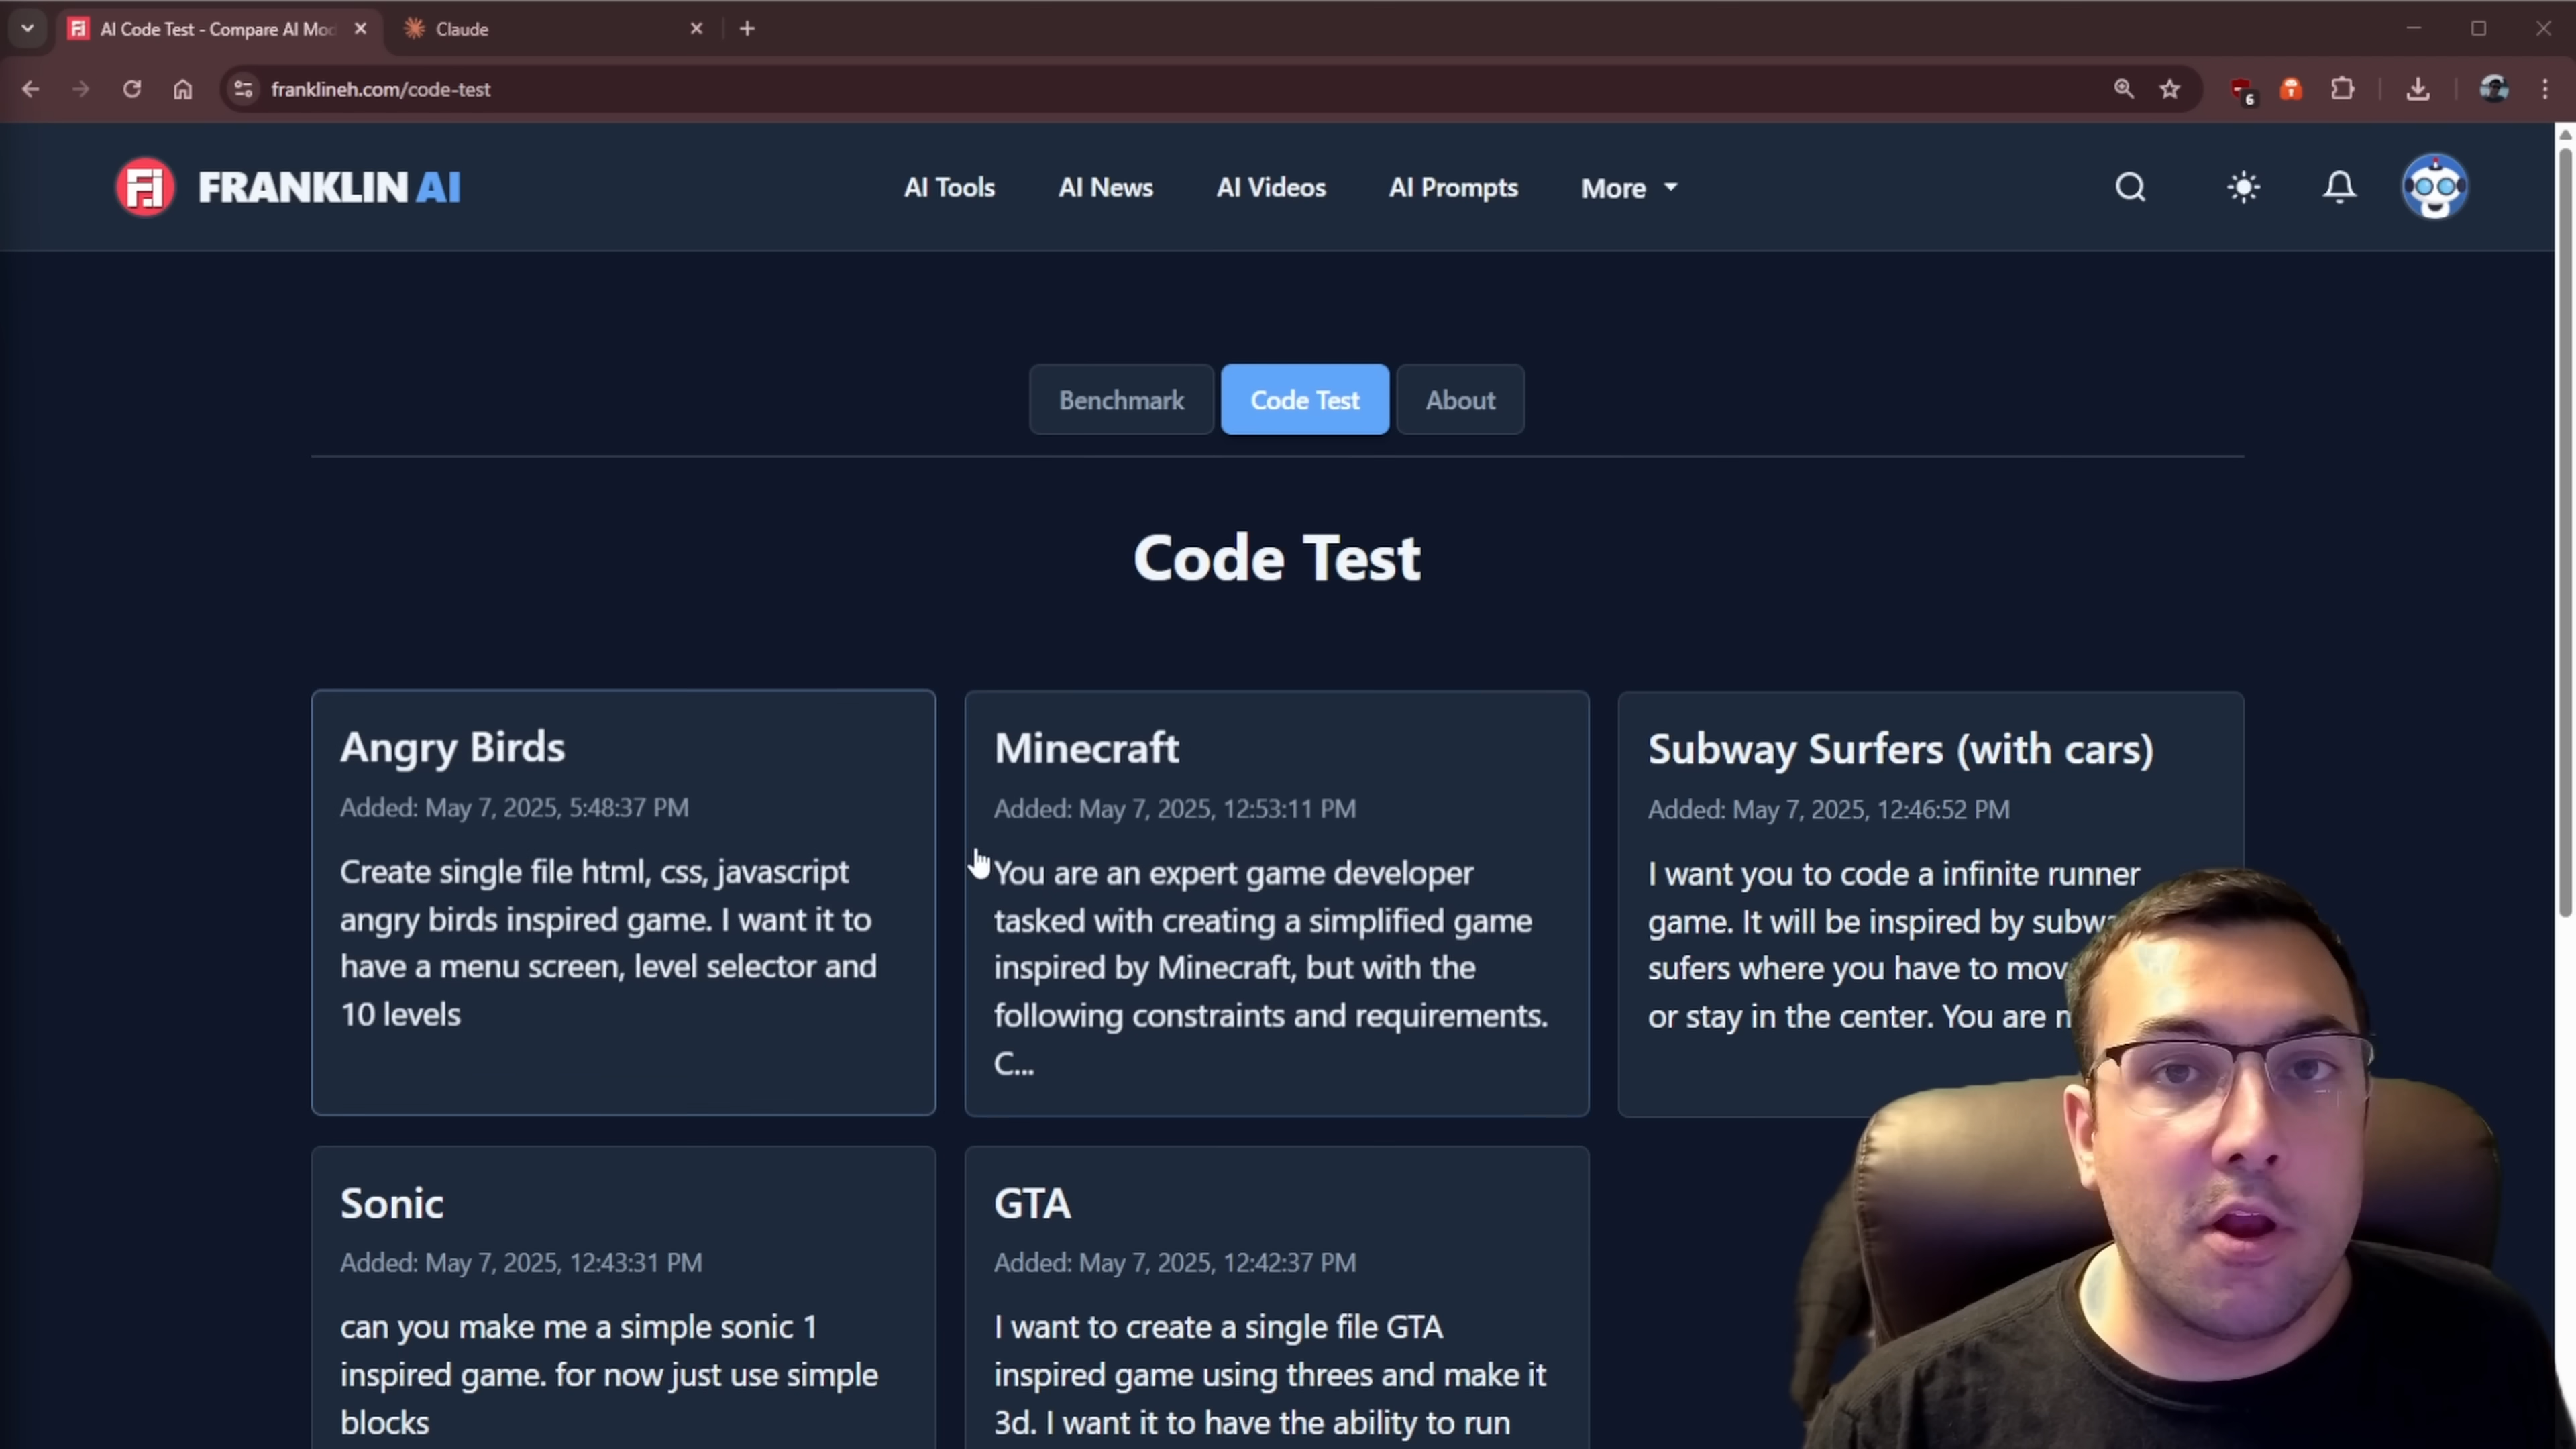 AI Code Test - Compare AI Mod
Claude
franklineh.com/code-test
6
FRANKLIN AI
AI Tools
AI News
AI Videos
AI Prompts
More
Benchmark
Code Test
About
Code Test
Angry Birds
Added: May 7, 2025, 5:48:37 PM
Create single file html, css, javascript
angry birds inspired game. I want it to
have a menu screen, level selector and
10 levels
Minecraft
Added: May 7, 2025, 12:53:11 PM
You are an expert game developer
tasked with creating a simplified game
inspired by Minecraft, but with the
following constraints and requirements.
C...
Subway Surfers (with cars)
Added: May 7, 2025, 12:46:52 PM
I want you to code a infinite runner
game. It will be inspired by subw
sufers where you have to mov
or stay in the center. You are
Sonic
Added: May 7, 2025, 12:43:31 PM
can you make me a simple sonic 1
inspired game. for now just use simple
blocks
GTA
Added: May 7, 2025, 12:42:37 PM
I want to create a single file GTA
inspired game using threes and make it
3d. I want it to have the ability to run